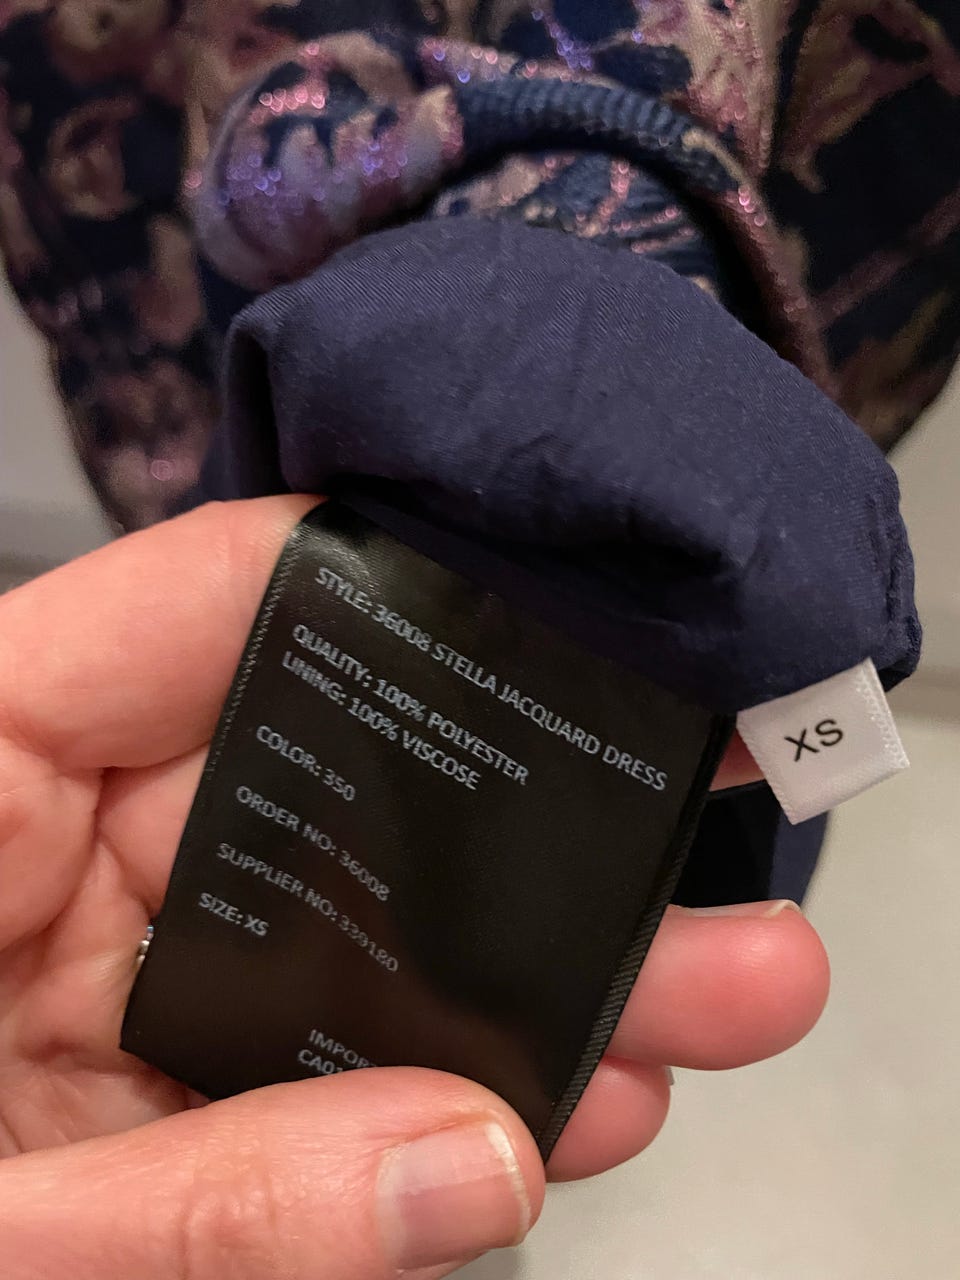 STYLE: 36008 STELLA JACQUARD DRESS
QUALITY: 100% POLYESTER
LINING: 100% VISCOSE
COLOR: 350
ORDER NO: 36008
SUPPLIER NO: 339180
SIZE: XS
XS